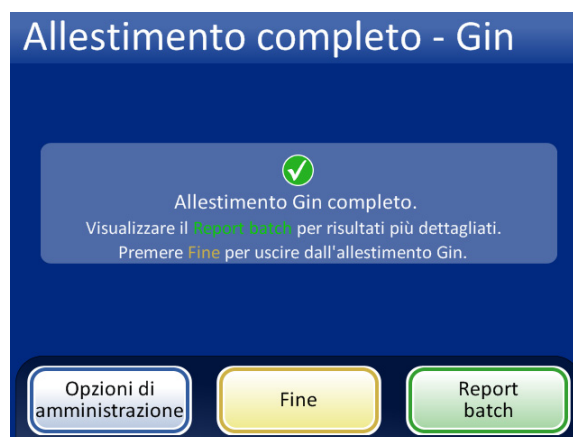 Allestimento completo - Gin
Allestimento Gin completo.
Visualizzare il Report batch per risultati più dettagliati.
Premere Fine per uscire dall'allestimento Gin.
Opzioni di
amministrazione
Fine
Report
batch